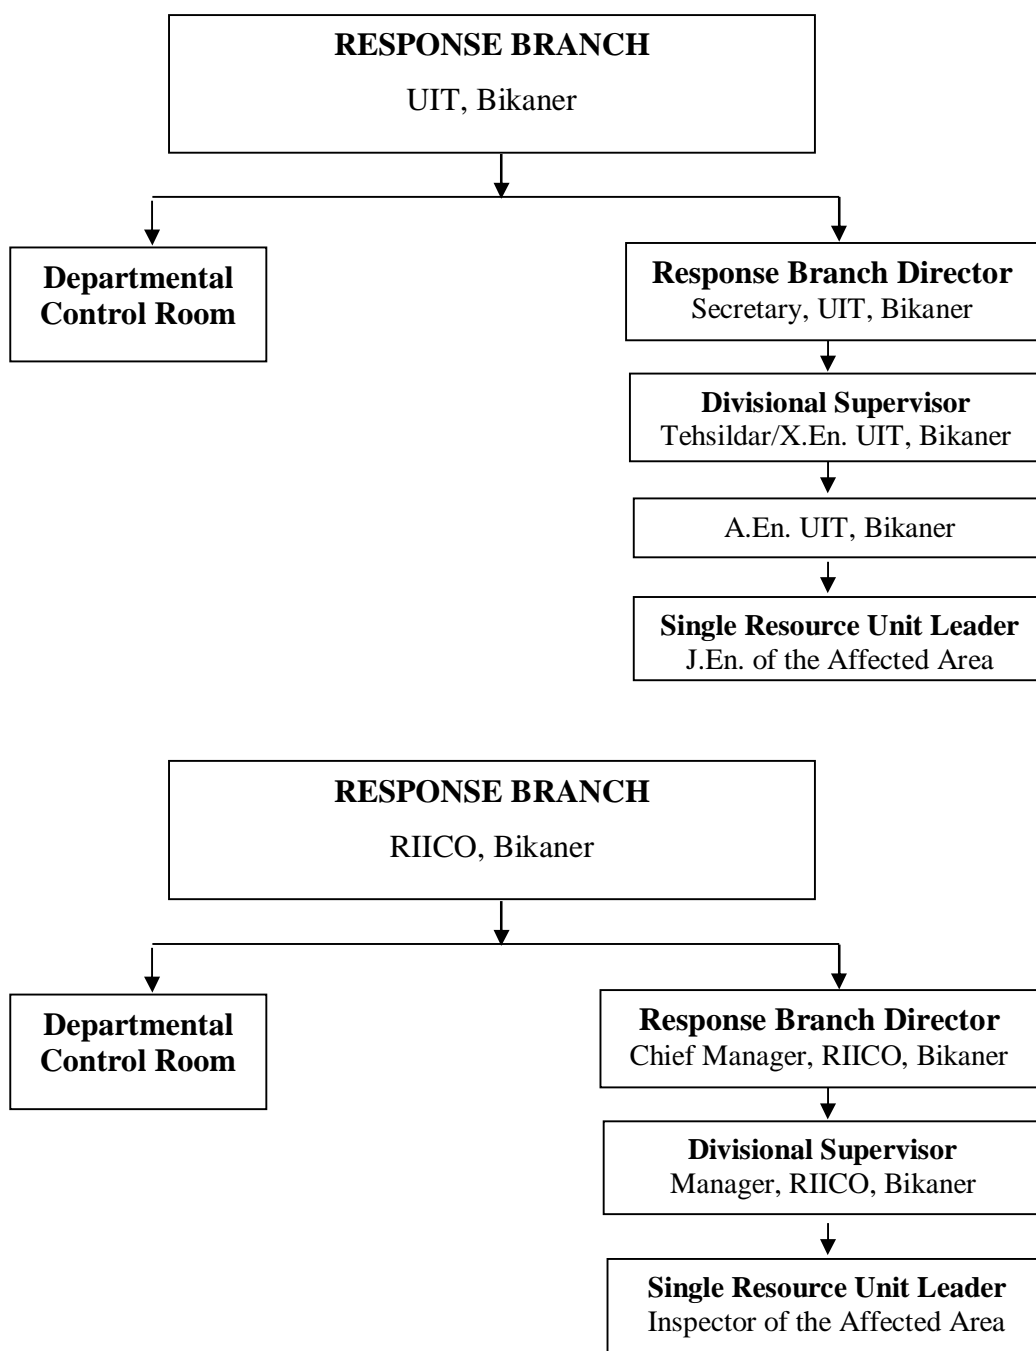 RESPONSE BRANCH
UIT, Bikaner
Departmental
Control Room
Response Branch Director
Secretary, UIT, Bikaner
Divisional Supervisor
Tehsildar/X.En. UIT, Bikaner
A.En. UIT, Bikaner
Single Resource Unit Leader
J.En. of the Affected Area
RESPONSE BRANCH
RIICO, Bikaner
Departmental
Control Room
Response Branch Director
Chief Manager, RIICO, Bikaner
Divisional Supervisor
Manager, RIICO, Bikaner
Single Resource Unit Leader
Inspector of the Affected Area